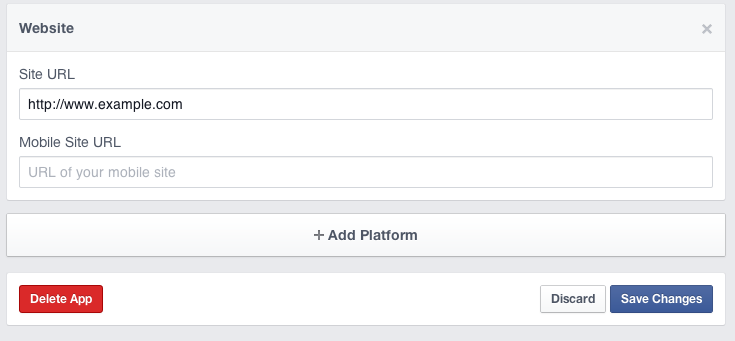 Website
Site URL
http://www.example.com
Mobile Site URL
URL of your mobile site
+ Add Platform
Delete App Discard Save Changes